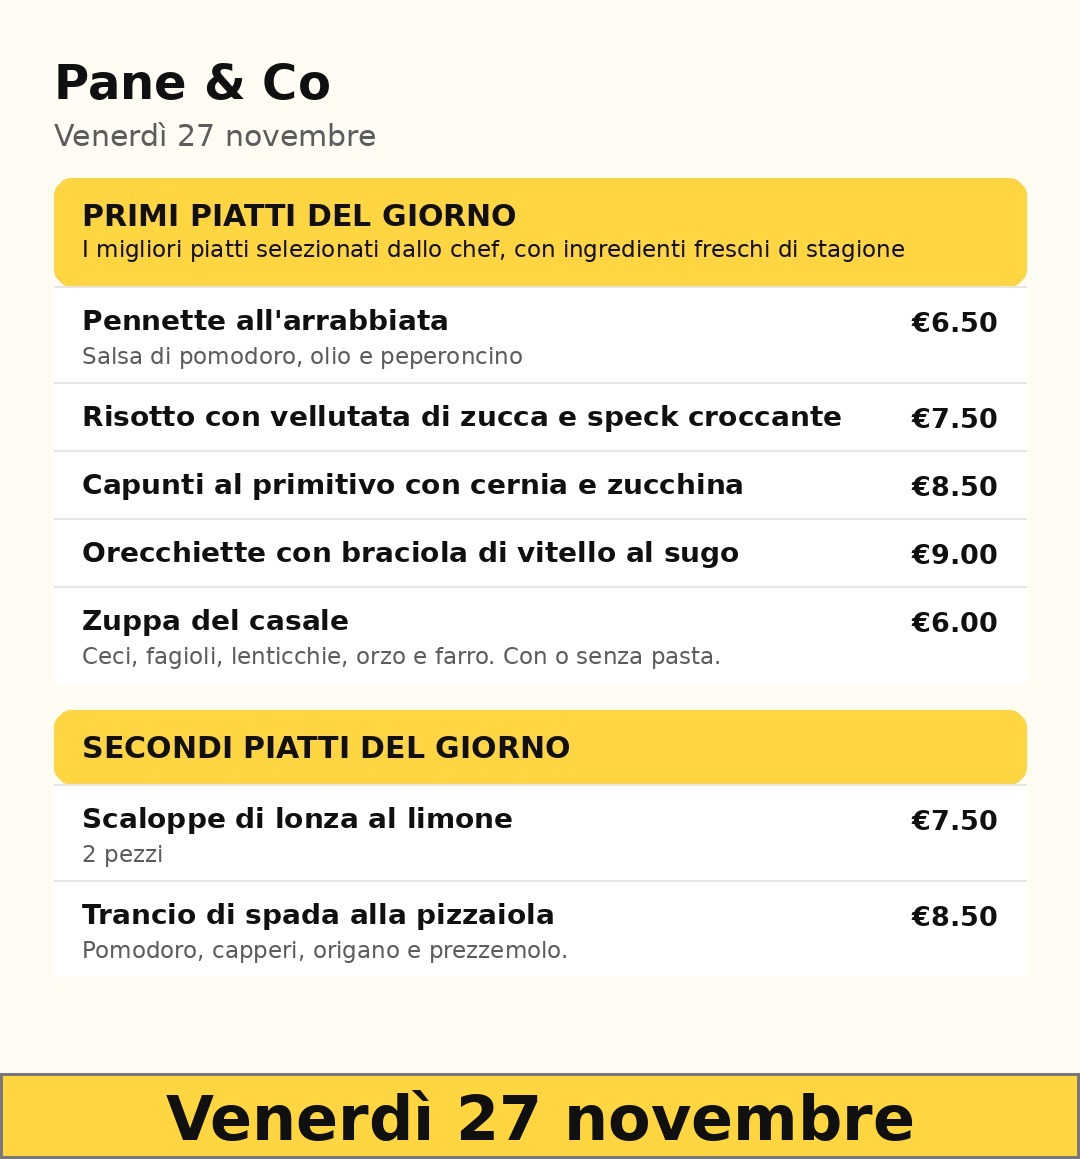 Pane & Co
Venerdì 27 novembre
PRIMI PIATTI DEL GIORNO
I migliori piatti selezionati dallo chef, con ingredienti freschi di stagione
Pennette all'arrabbiata €6.50
Salsa di pomodoro, olio e peperoncino
Risotto con vellutata di zucca e speck croccante €7.50
Capunti al primitivo con cernia e zucchina €8.50
Orecchiette con braciola di vitello al sugo €9.00
Zuppa del casale €6.00
Ceci, fagioli, lenticchie, orzo e farro. Con o senza pasta.
SECONDI PIATTI DEL GIORNO
Scaloppe di lonza al limone €7.50
2 pezzi
Trancio di spada alla pizzaiola €8.50
Pomodoro, capperi, origano e prezzemolo.
Venerdì 27 novembre